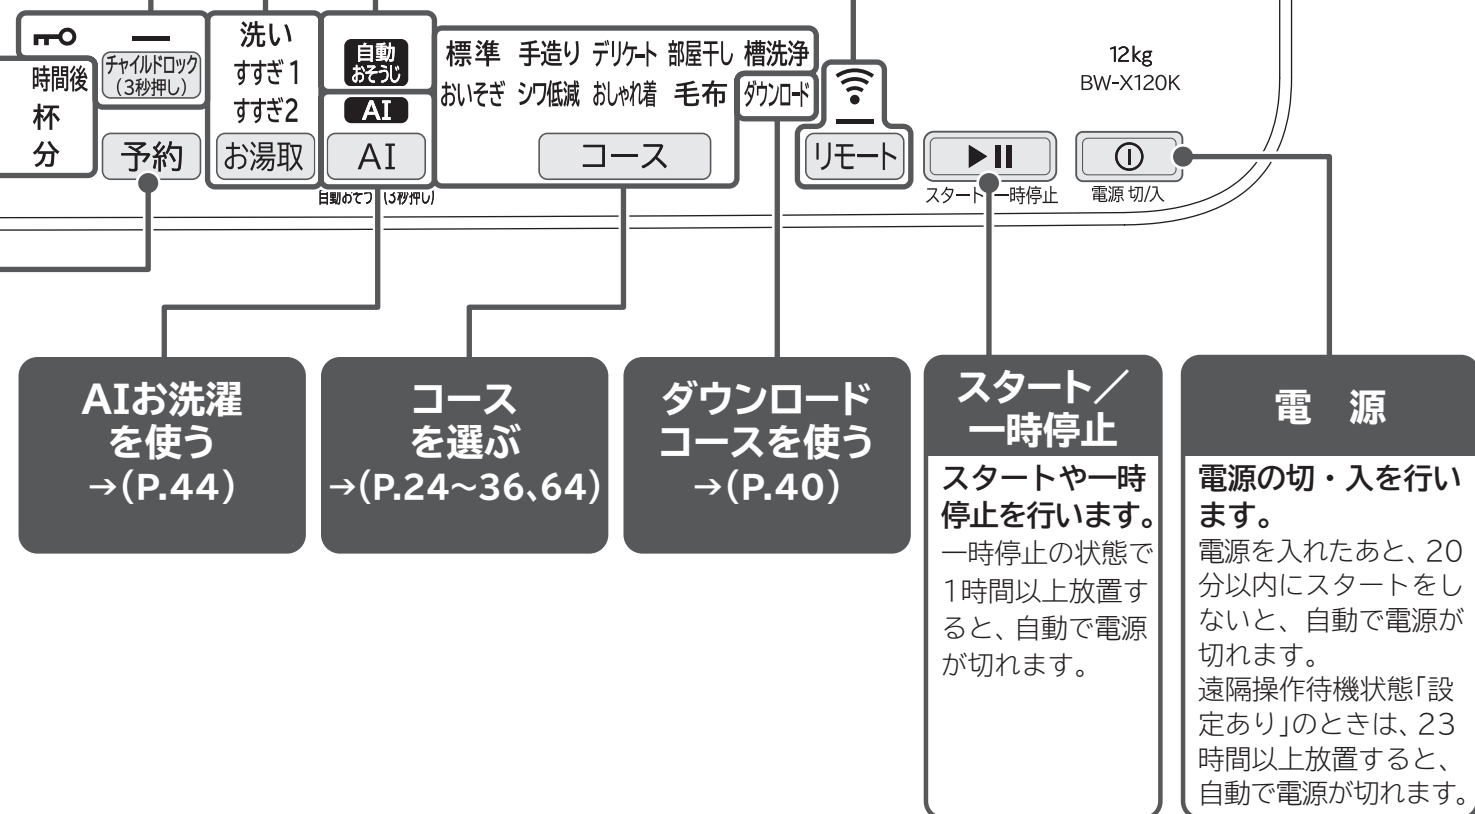 洗い
チャイルドロック
(3秒押し)
すすぎ1
すすぎ2
時間後
杯
分
予約
お湯取
自動
おそうじ
AI
AI
標準 手造り デリケート 部屋干し 槽洗浄
おいそぎ シワ低減 おしゃれ着 毛布 ダウンロード
コース
リモート
12kg
BW-X120K
スタート 一時停止
電源 切/入
AIお洗濯
を使う
→(P.44)
コース
を選ぶ
→(P.24~36、64)
ダウンロード
コースを使う
→(P.40)
スタート/
一時停止
スタートや一時
停止を行います。
一時停止の状態で
1時間以上放置す
ると、自動で電源
が切れます。
電 源
電源の切・入を行い
ます。
電源を入れたあと、20
分以内にスタートをし
ないと、自動で電源が
切れます。
遠隔操作待機状態「設
定あり」のときは、23
時間以上放置すると、
自動で電源が切れます。